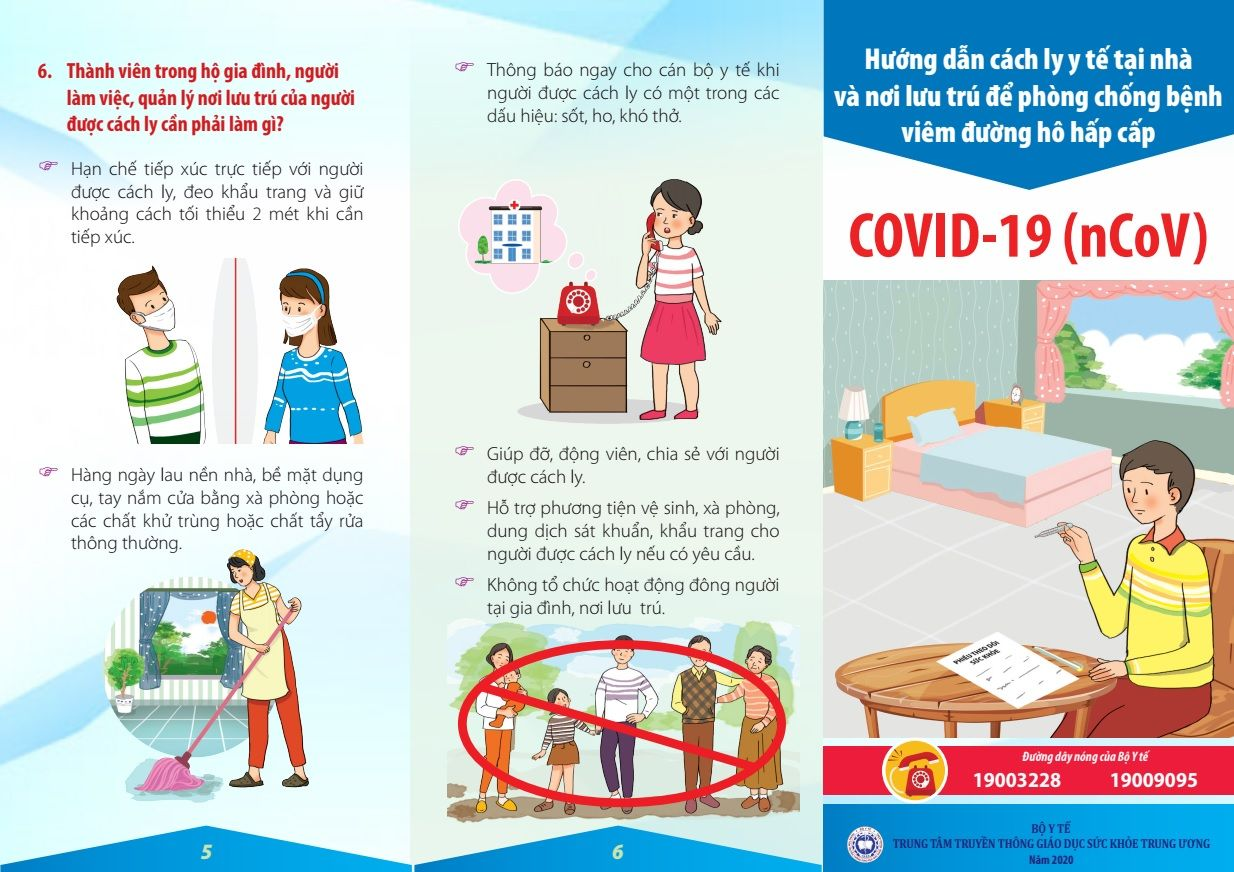 6. Thành viên trong hộ gia đình, người
làm việc, quản lý nơi lưu trú của người
được cách ly cần phải làm gì?
Hạn chế tiếp xúc trực tiếp với người
được cách ly, đeo khẩu trang và giữ
khoảng cách tối thiểu 2 mét khi cần
tiếp xúc.
Hàng ngày lau nền nhà, bề mặt dụng
cụ, tay nắm cửa bằng xà phòng hoặc
các chất khử trùng hoặc chất tẩy rửa
thông thường.
5
Thông báo ngay cho cán bộ y tế khi
người được cách ly có một trong các
dấu hiệu: sốt, ho, khó thở.
Giúp đỡ, động viên, chia sẻ với người
được cách ly.
Hỗ trợ phương tiện vệ sinh, xà phòng,
dung dịch sát khuẩn, khẩu trang cho
người được cách ly nếu có yêu cầu.
Không tổ chức hoạt động đông người
tại gia đình, nơi lưu trú.
6
Hướng dẫn cách ly y tế tại nhà
và nơi lưu trú để phòng chống bệnh
viêm đường hô hấp cấp
COVID-19 (nCoV)
PHIẾU THEO DÕI
SỨC KHỎE
Đường dây nóng của Bộ Y tế
19003228 19009095
BỘ Y TẾ
TRUNG TÂM TRUYỀN THÔNG GIÁO DỤC SỨC KHỎE TRUNG ƯƠNG
Năm 2020